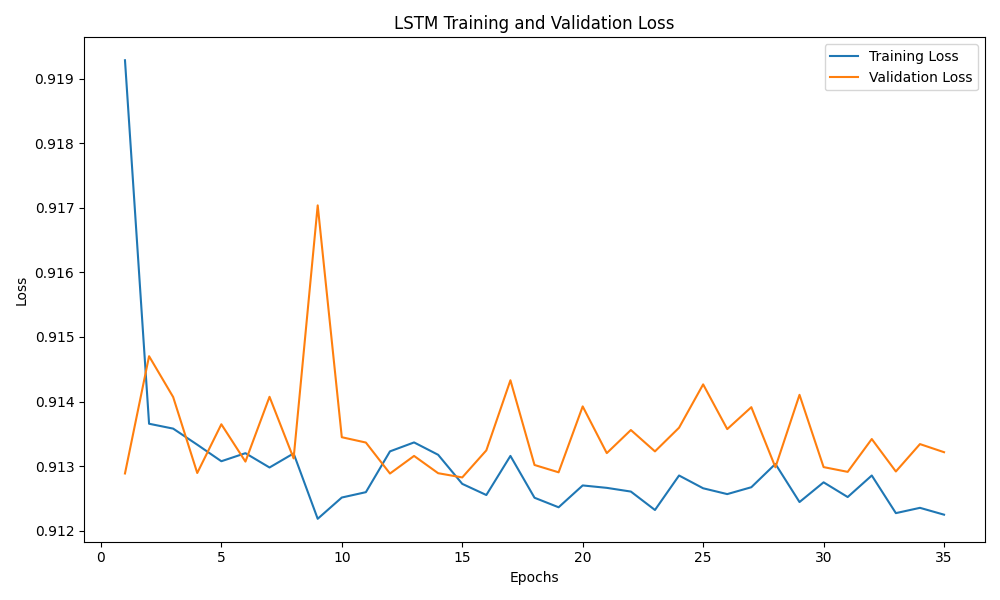 LSTM Training and Validation Loss
Training Loss
Validation Loss
0.919
0.918
0.917
0.916
0.915
0.914
0.913
0.912
Loss
0 5 10 15 20 25 30 35
Epochs